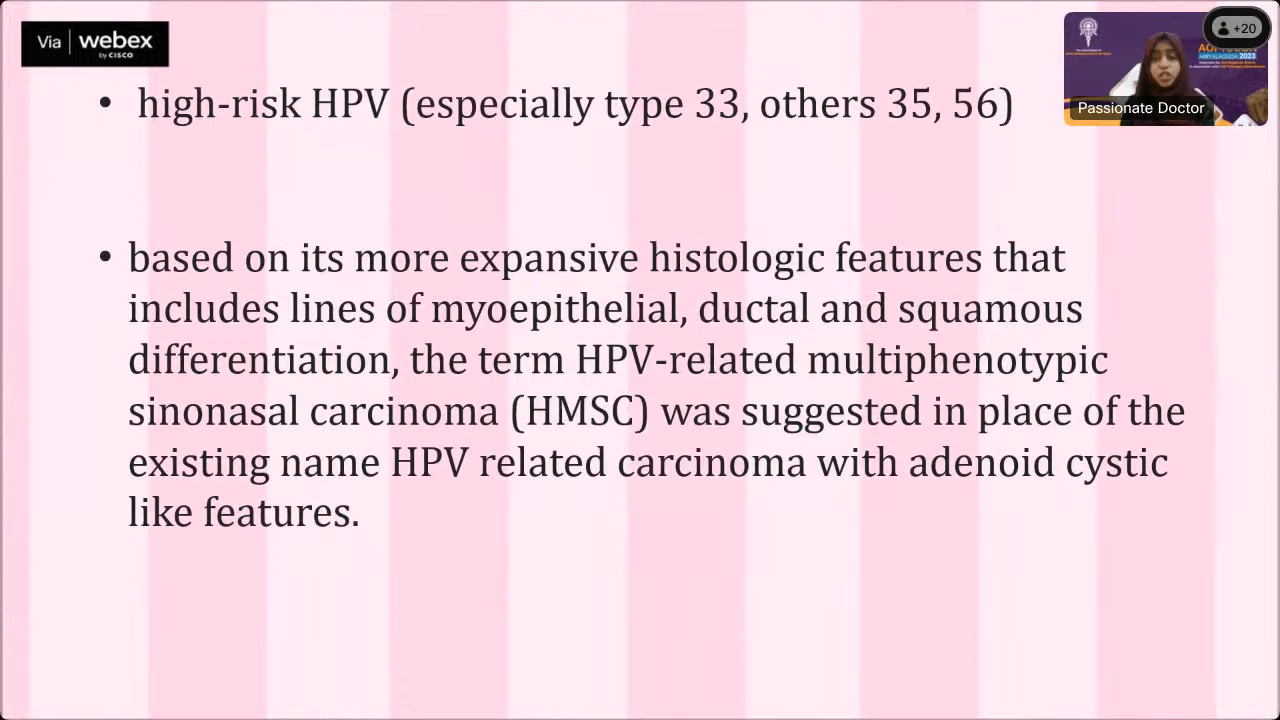 Via webex
by CISCO
+20
2023
Passionate Doctor
• high-risk HPV (especially type 33, others 35, 56)
• based on its more expansive histologic features that
includes lines of myoepithelial, ductal and squamous
differentiation, the term HPV-related multiphenotypic
sinonasal carcinoma (HMSC) was suggested in place of the
existing name HPV related carcinoma with adenoid cystic
like features.